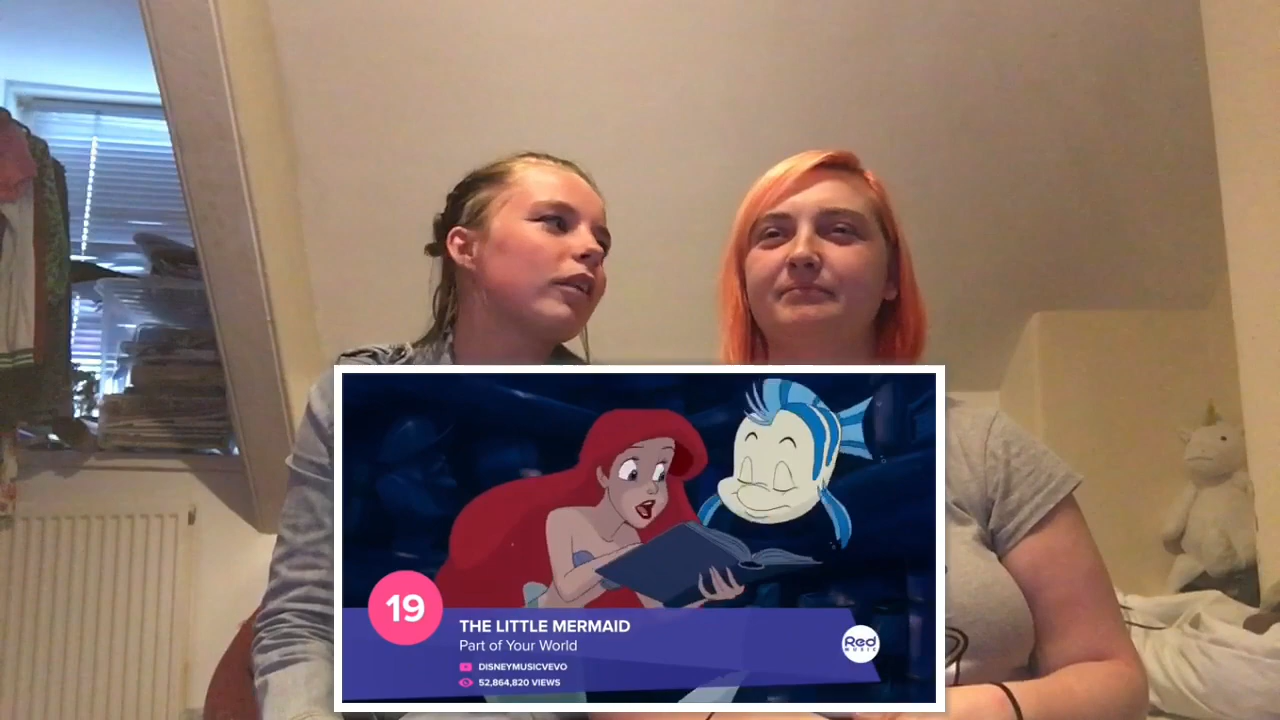 19
THE LITTLE MERMAID
Part of Your World
DISNEYMUSICVEVO
52,864,820 VIEWS
Red
MUSIC